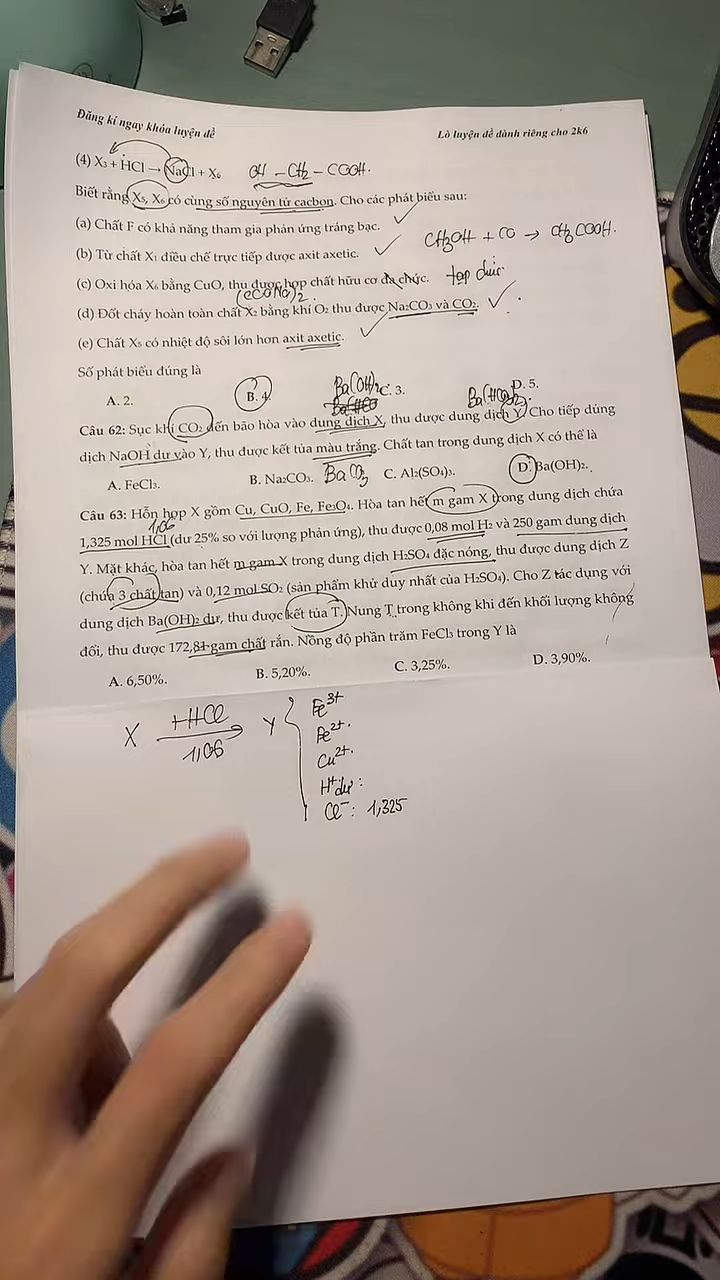 Đăng kí ngay khóa luyện đề
Lò luyện đề dành riêng cho 2k6
(4) X₃ + HCl → NaCl + X₆ OH – CH₂ – COOH.
Biết rằng X₅, X₆ có cùng số nguyên tử cacbon. Cho các phát biểu sau:
(a) Chất F có khả năng tham gia phản ứng tráng bạc.
(b) Từ chất X₁ điều chế trực tiếp được axit axetic.
CH₃OH + CO → CH₃COOH.
(c) Oxi hóa X₆ bằng CuO, thu được hợp chất hữu cơ đa chức. tạp chức.
(COONa)₂.
(d) Đốt cháy hoàn toàn chất X₂ bằng khí O₂ thu được Na₂CO₃ và CO₂.
(e) Chất X₅ có nhiệt độ sôi lớn hơn axit axetic.
Số phát biểu đúng là
A. 2. B. 4. C. 3. D. 5.
Ba(OH)₂ Ba(HCO₃)₂
Câu 62: Sục khí CO₂ đến bão hòa vào dung dịch X, thu được dung dịch Y. Cho tiếp dúng
dịch NaOH dư vào Y, thu được kết tủa màu trắng. Chất tan trong dung dịch X có thể là
A. FeCl₃. B. Na₂CO₃. BaCO₃ C. Al₂(SO₄)₃. D. Ba(OH)₂.
Câu 63: Hỗn hợp X gồm Cu, CuO, Fe, Fe₃O₄. Hòa tan hết m gam X trong dung dịch chứa
1,06
1,325 mol HCl (dư 25% so với lượng phản ứng), thu được 0,08 mol H₂ và 250 gam dung dịch
Y. Mặt khác, hòa tan hết m gam X trong dung dịch H₂SO₄ đặc nóng, thu được dung dịch Z
(chứa 3 chất tan) và 0,12 mol SO₂ (sản phẩm khử duy nhất của H₂SO₄). Cho Z tác dụng với
dung dịch Ba(OH)₂ dư, thu được kết tủa T. Nung T trong không khí đến khối lượng không
đổi, thu được 172,81 gam chất rắn. Nồng độ phần trăm FeCl₃ trong Y là
A. 6,50%. B. 5,20%. C. 3,25%. D. 3,90%.
X +HCl 1,06 → Y { Fe³⁺
Fe²⁺.
Cu²⁺.
H⁺dư :
Cl⁻ : 1,325